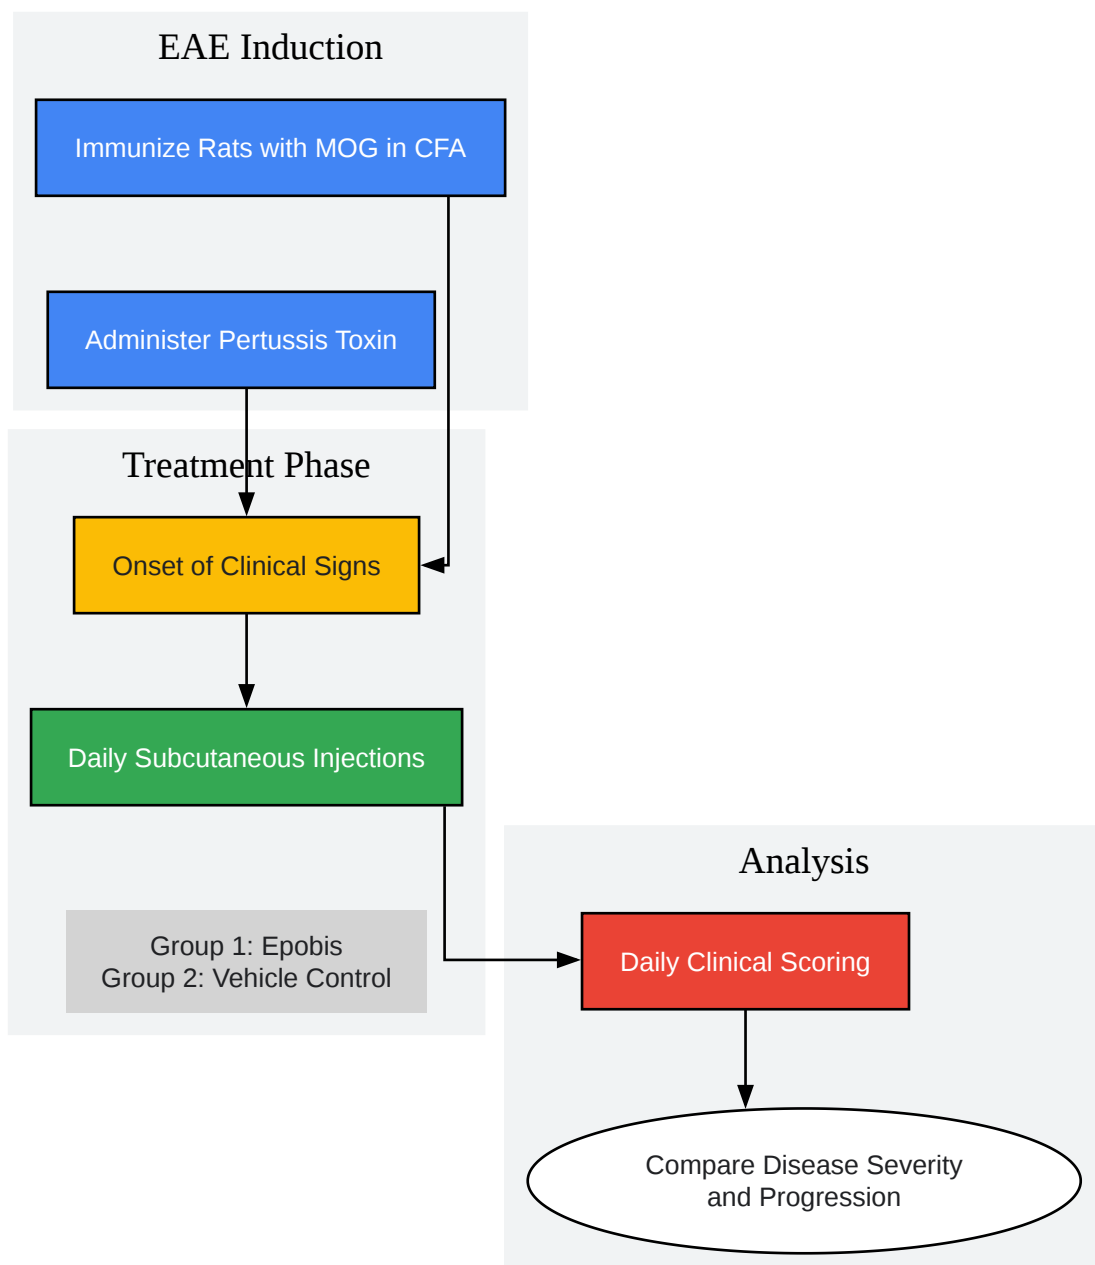 EAE Induction
Immunize Rats with MOG in CFA
Administer Pertussis Toxin
Treatment Phase
Onset of Clinical Signs
Daily Subcutaneous Injections
Group 1: Epobis
Group 2: Vehicle Control
Analysis
Daily Clinical Scoring
Compare Disease Severity
and Progression